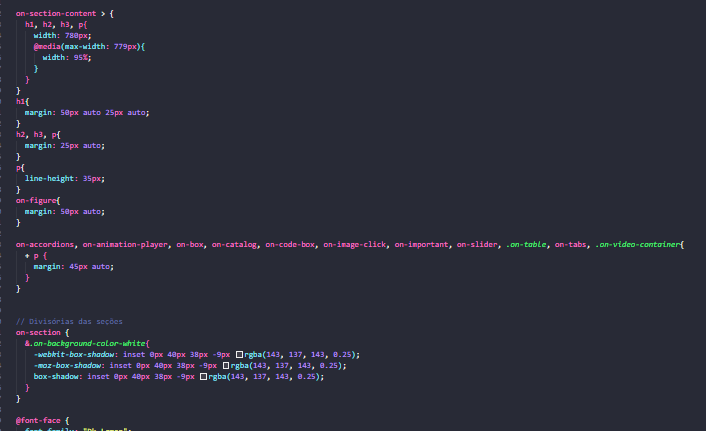 on-section-content > {
h1, h2, h3, p{
width: 780px;
@media(max-width: 779px){
width: 95%;
}
}
}
h1{
margin: 50px auto 25px auto;
}
h2, h3, p{
margin: 25px auto;
}
p{
line-height: 35px;
}
on-figure{
margin: 50px auto;
}
on-accordions, on-animation-player, on-box, on-catalog, on-code-box, on-image-click, on-important, on-slider, .on-table, on-tabs, .on-video-container{
+ p {
margin: 45px auto;
}
}
// Divisórias das seções
on-section {
&.on-background-color-white{
-webkit-box-shadow: inset 0px 40px 38px -9px rgba(143, 137, 143, 0.25);
-moz-box-shadow: inset 0px 40px 38px -9px rgba(143, 137, 143, 0.25);
box-shadow: inset 0px 40px 38px -9px rgba(143, 137, 143, 0.25);
}
}
@font-face {